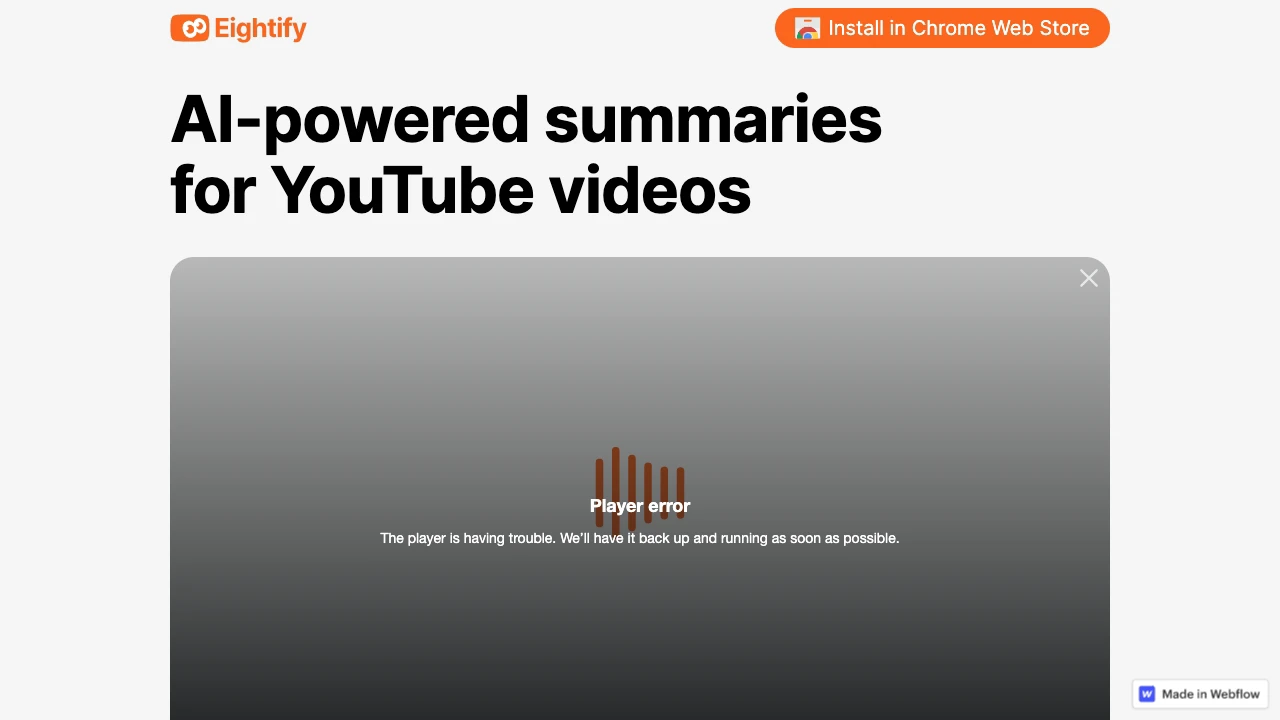 Eightify
Install in Chrome Web Store
AI-powered summaries
for YouTube videos
Player error
The player is having trouble. We'll have it back up and running as soon as possible.
Made in Webflow